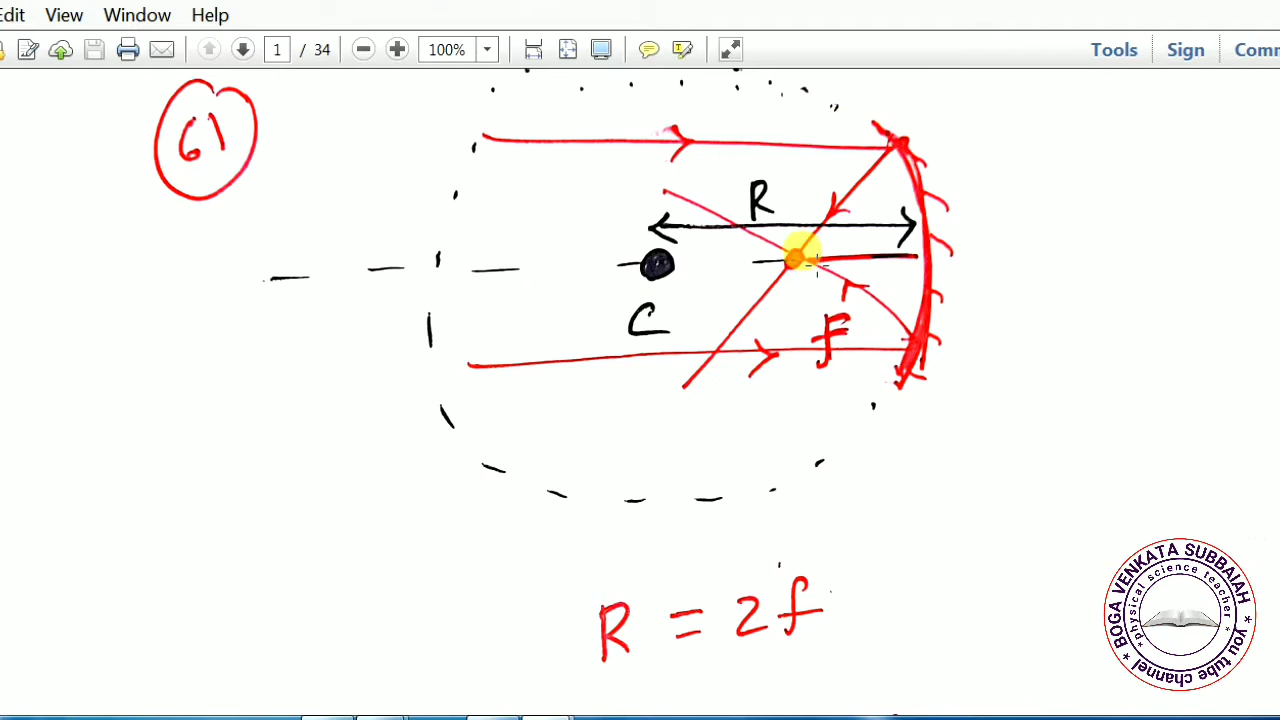 Edit View Window Help
1 / 34 100% Tools Sign Comm
61
R
C
F
R = 2f
* BOGA VENKATA SUBBAIAH * you tube channel
physical science teacher